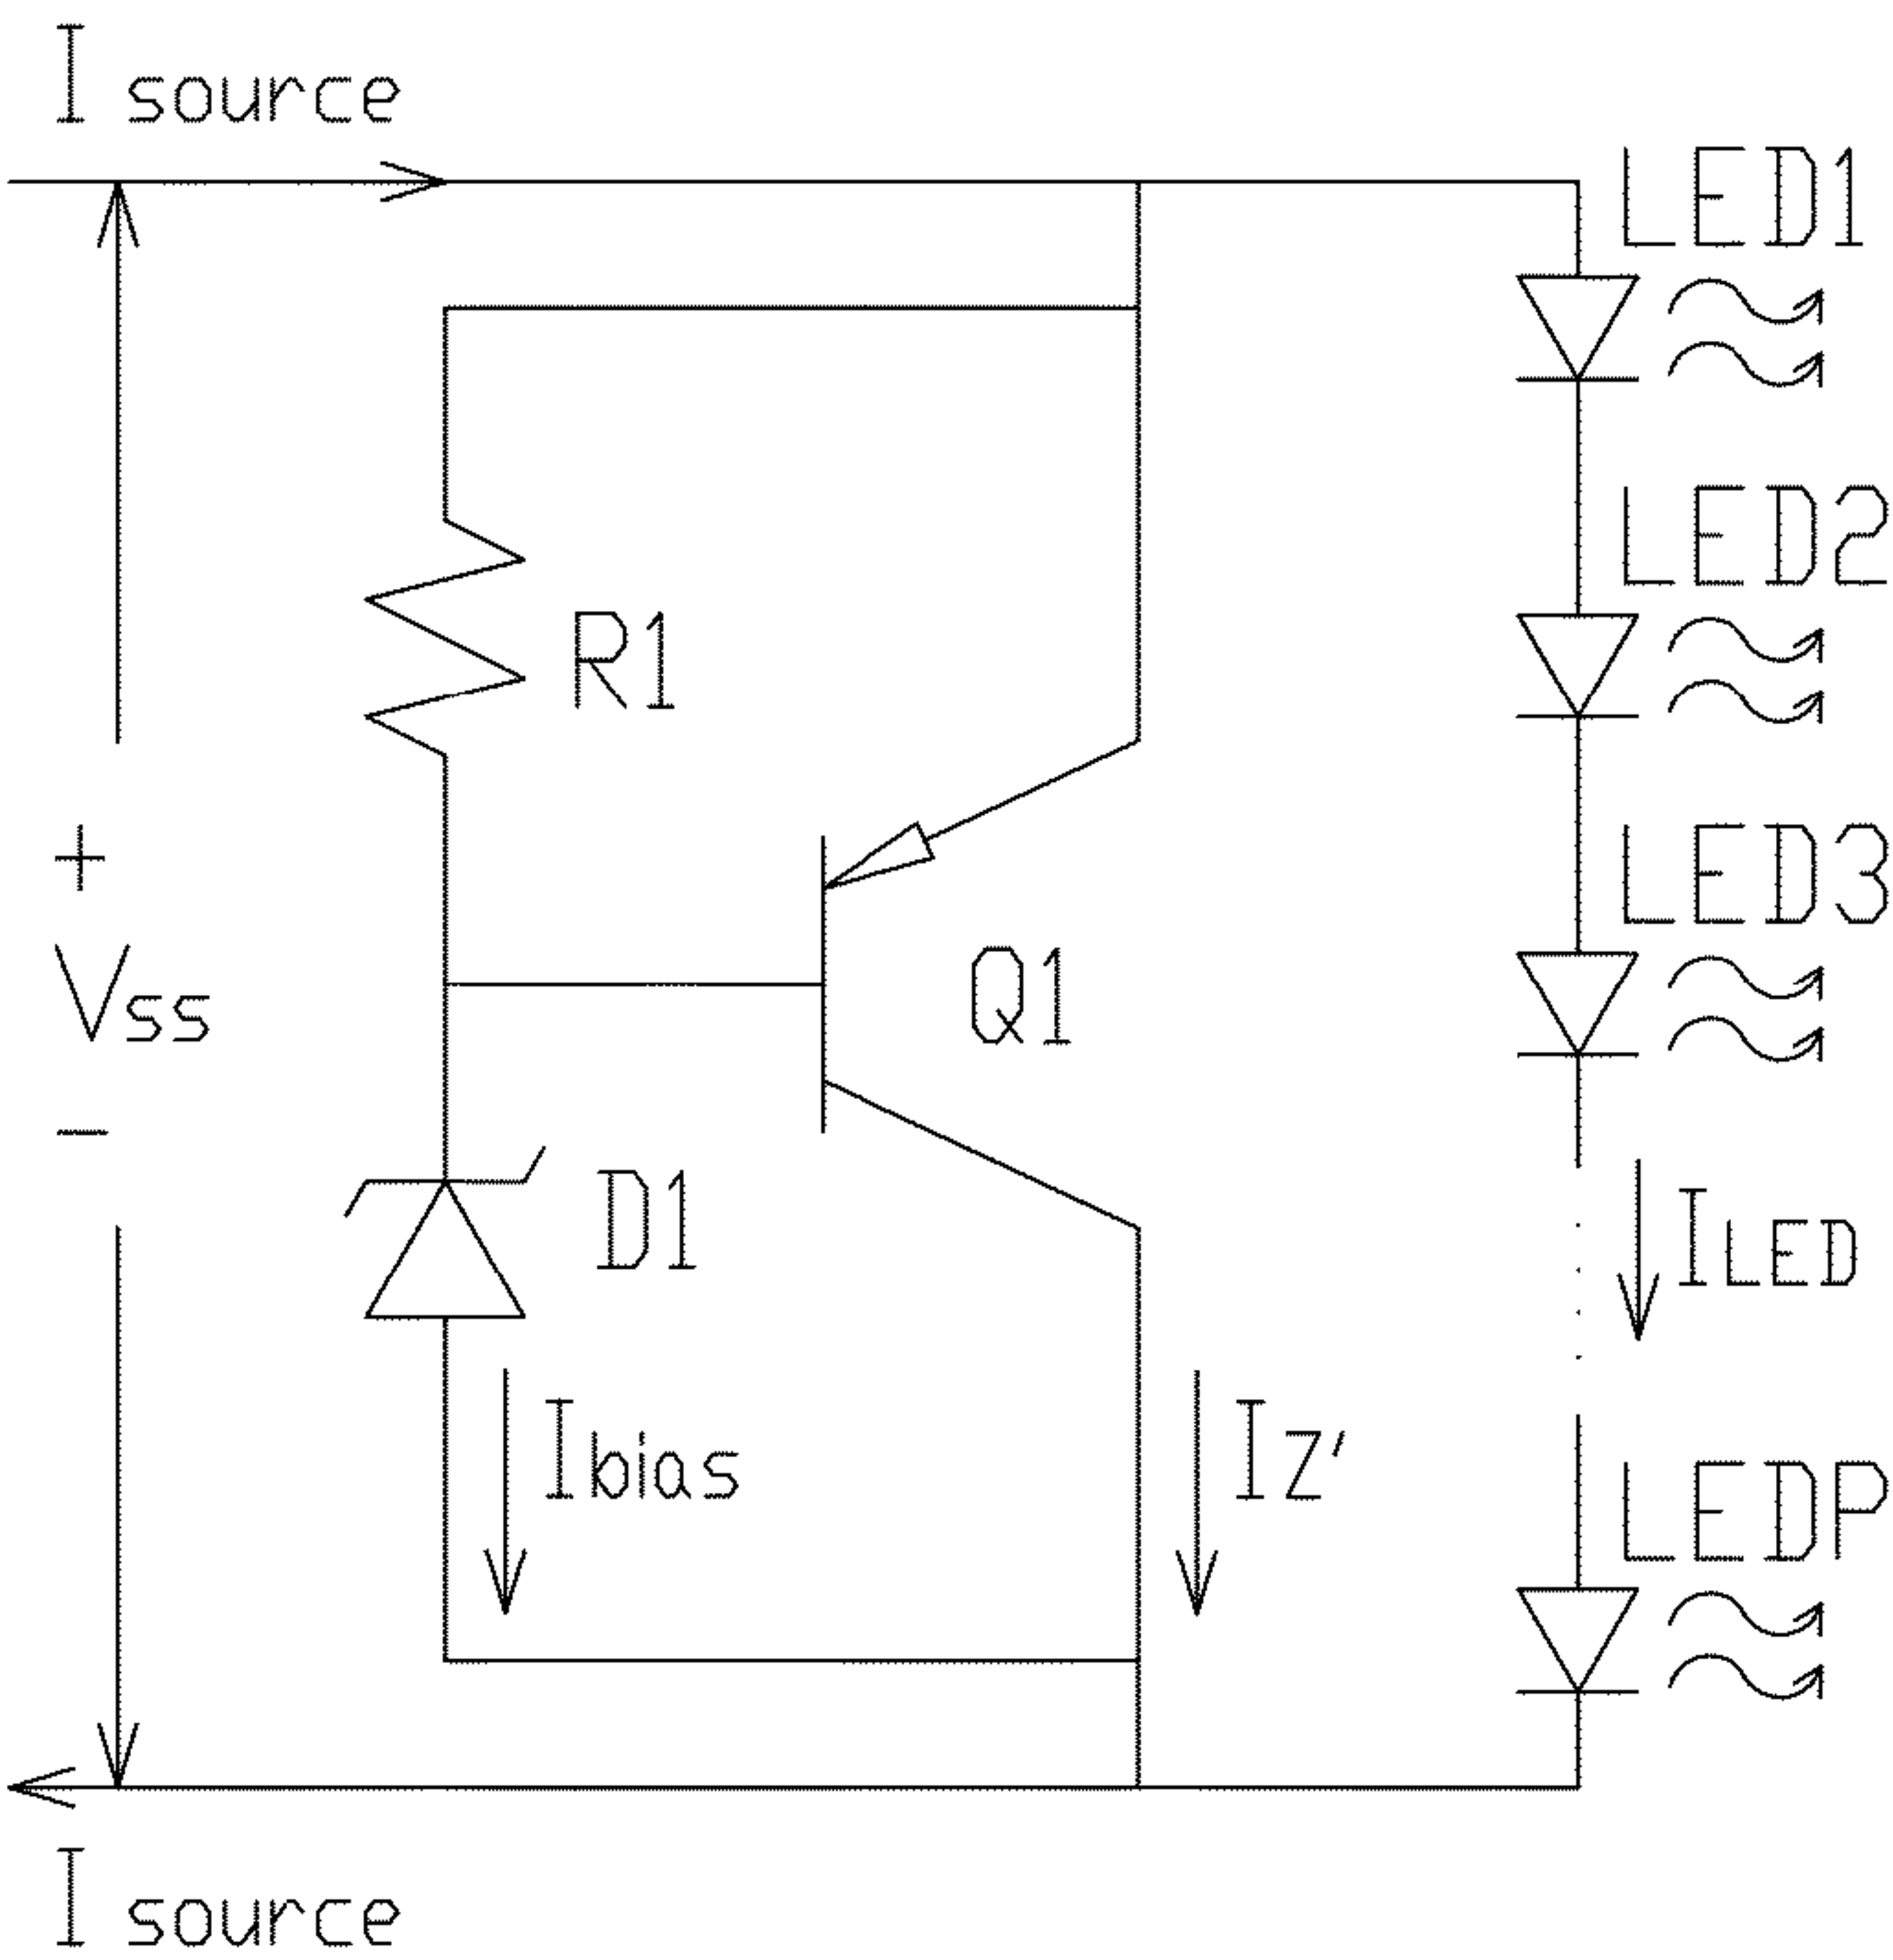 I source
LED1
LED2
R1
LED3
+
Vss
-
Q1
D1
ILED
Ibias
IZ'
LEDP
I source